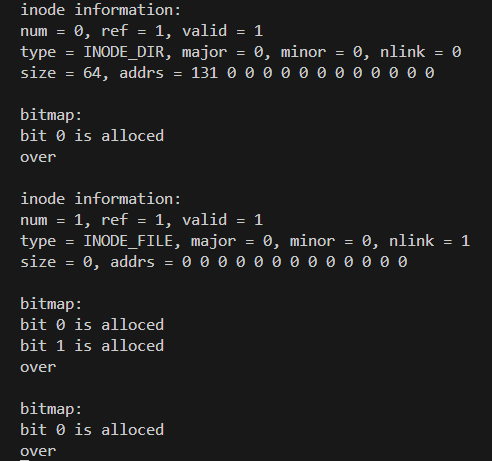 inode information:
num = 0, ref = 1, valid = 1
type = INODE_DIR, major = 0, minor = 0, nlink = 0
size = 64, addrs = 131 0 0 0 0 0 0 0 0 0 0 0 0
bitmap:
bit 0 is alloced
over
inode information:
num = 1, ref = 1, valid = 1
type = INODE_FILE, major = 0, minor = 0, nlink = 1
size = 0, addrs = 0 0 0 0 0 0 0 0 0 0 0 0 0
bitmap:
bit 0 is alloced
bit 1 is alloced
over
bitmap:
bit 0 is alloced
over